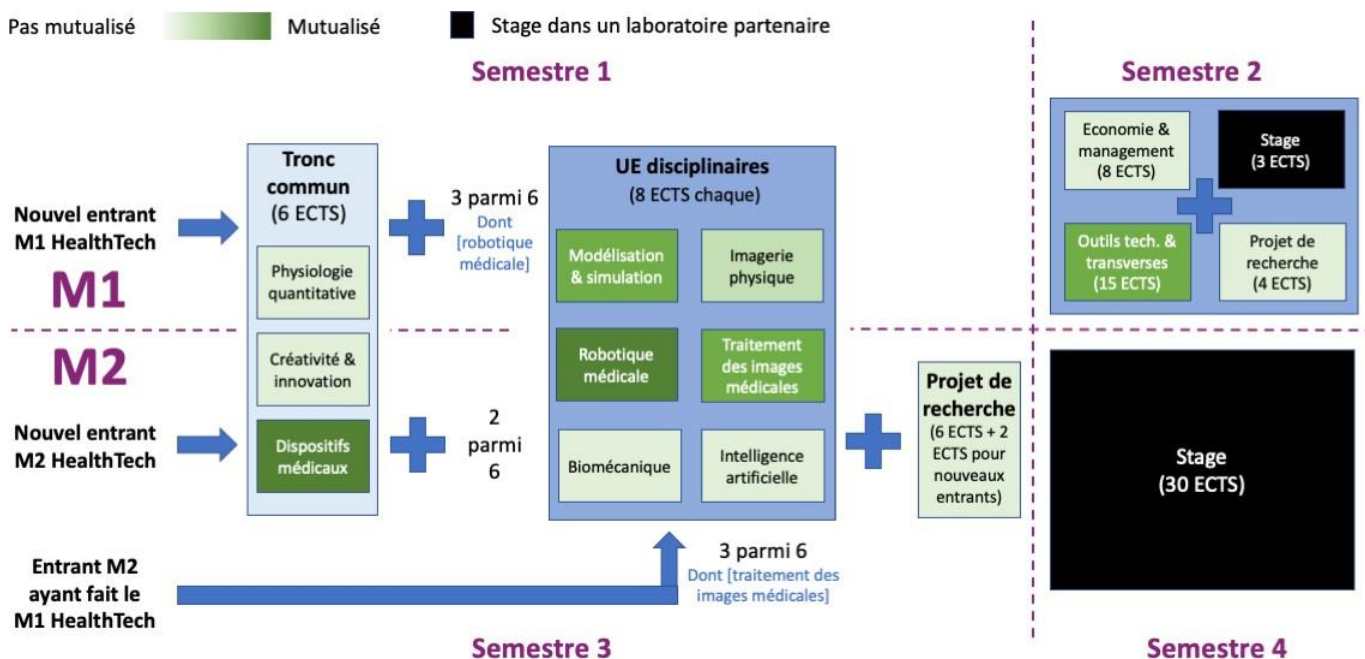 Pas mutualisé
Mutualisé
Stage dans un laboratoire partenaire
Semestre 1
Semestre 2
Nouvel entrant
M1 HealthTech
M1
Tronc
commun
(6 ECTS)
Physiologie
quantitative
Créativité &
innovation
Dispositifs
médicaux
3 parmi 6
Dont
[robotique
médicale]
UE disciplinaires
(8 ECTS chaque)
Modélisation
& simulation
Imagerie
physique
Robotique
médicale
Traitement
des images
médicales
Biomécanique
Intelligence
artificielle
Economie &
management
(8 ECTS)
Stage
(3 ECTS)
Outils tech. &
transverses
(15 ECTS)
Projet de
recherche
(4 ECTS)
M2
Nouvel entrant
M2 HealthTech
2
parmi
6
Projet de
recherche
(6 ECTS + 2
ECTS pour
nouveaux
entrants)
Stage
(30 ECTS)
Entrant M2
ayant fait le
M1 HealthTech
3 parmi 6
Dont [traitement des
images médicales]
Semestre 3
Semestre 4